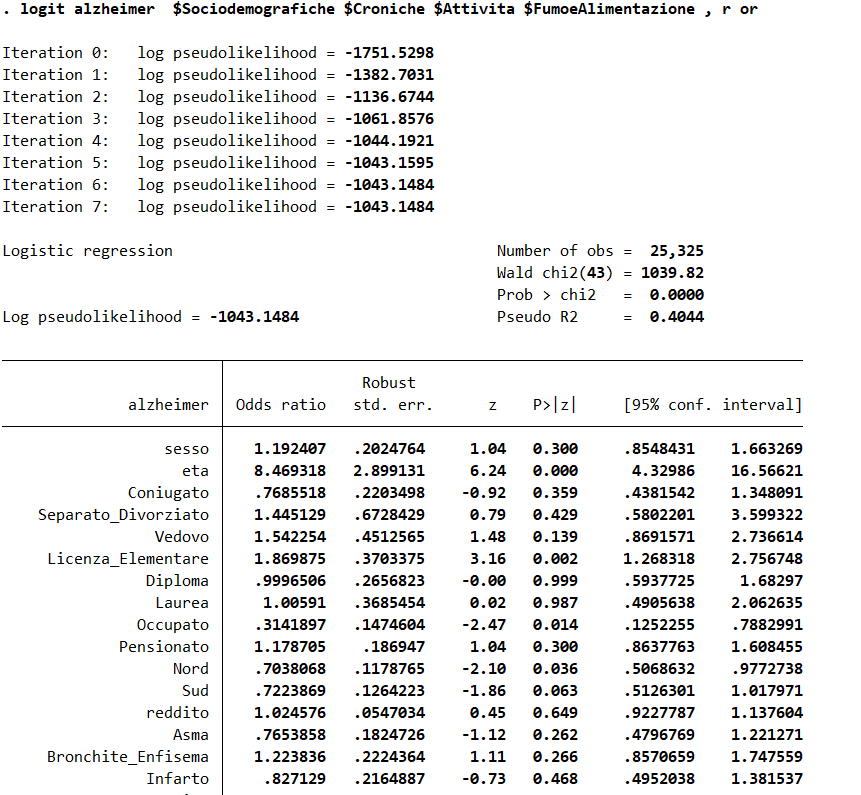 . logit alzheimer $Sociodemografiche $Croniche $Attivita $FumoeAlimentazione , r or
Iteration 0: log pseudolikelihood = -1751.5298
Iteration 1: log pseudolikelihood = -1382.7031
Iteration 2: log pseudolikelihood = -1136.6744
Iteration 3: log pseudolikelihood = -1061.8576
Iteration 4: log pseudolikelihood = -1044.1921
Iteration 5: log pseudolikelihood = -1043.1595
Iteration 6: log pseudolikelihood = -1043.1484
Iteration 7: log pseudolikelihood = -1043.1484
Logistic regression Number of obs = 25,325
Wald chi2(43) = 1039.82
Prob > chi2 = 0.0000
Log pseudolikelihood = -1043.1484 Pseudo R2 = 0.4044
Robust
alzheimer Odds ratio std. err. z P>|z| [95% conf. interval]
sesso 1.192407 .2024764 1.04 0.300 .8548431 1.663269
eta 8.469318 2.899131 6.24 0.000 4.32986 16.56621
Coniugato .7685518 .2203498 -0.92 0.359 .4381542 1.348091
Separato_Divorziato 1.445129 .6728429 0.79 0.429 .5802201 3.599322
Vedovo 1.542254 .4512565 1.48 0.139 .8691571 2.736614
Licenza_Elementare 1.869875 .3703375 3.16 0.002 1.268318 2.756748
Diploma .9996506 .2656823 -0.00 0.999 .5937725 1.68297
Laurea 1.00591 .3685454 0.02 0.987 .4905638 2.062635
Occupato .3141897 .1474604 -2.47 0.014 .1252255 .7882991
Pensionato 1.178705 .186947 1.04 0.300 .8637763 1.608455
Nord .7038068 .1178765 -2.10 0.036 .5068632 .9772738
Sud .7223869 .1264223 -1.86 0.063 .5126301 1.017971
reddito 1.024576 .0547034 0.45 0.649 .9227787 1.137604
Asma .7653858 .1824726 -1.12 0.262 .4796769 1.221271
Bronchite_Enfisema 1.223836 .2224364 1.11 0.266 .8570659 1.747559
Infarto .827129 .2164887 -0.73 0.468 .4952038 1.381537